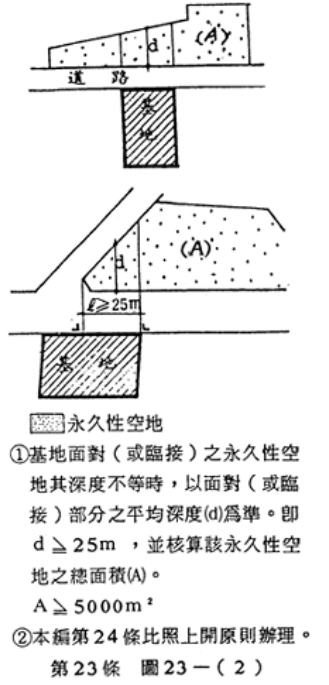 d
(A)
道路
基地
(A)
d
ℓ≧25m
基地
永久性空地
①基地面對(或臨接)之永久性空
地其深度不等時,以面對(或臨
接)部分之平均深度(d)為準。即
d≧25m,並核算該永久性空
地之總面積(A)。
A≧5000m²
②本編第24條比照上開原則辦理。
第23條 圖23-(2)